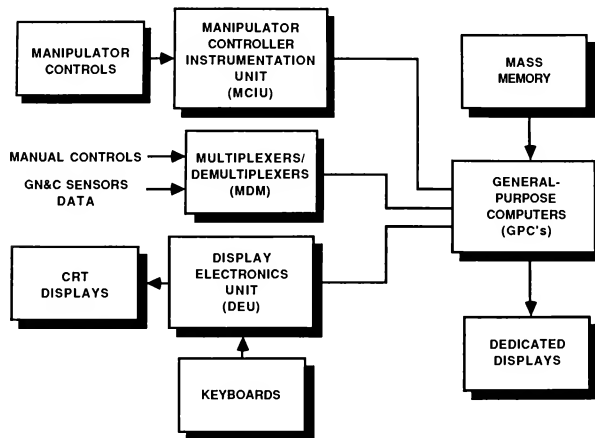 MANIPULATOR
CONTROLS
MANIPULATOR
CONTROLLER
INSTRUMENTATION
UNIT
(MCIU)
MASS
MEMORY
MANUAL CONTROLS
GN&C SENSORS
DATA
MULTIPLEXERS/
DEMULTIPLEXERS
(MDM)
GENERAL-
PURPOSE
COMPUTERS
(GPC's)
CRT
DISPLAYS
DISPLAY
ELECTRONICS
UNIT
(DEU)
DEDICATED
DISPLAYS
KEYBOARDS